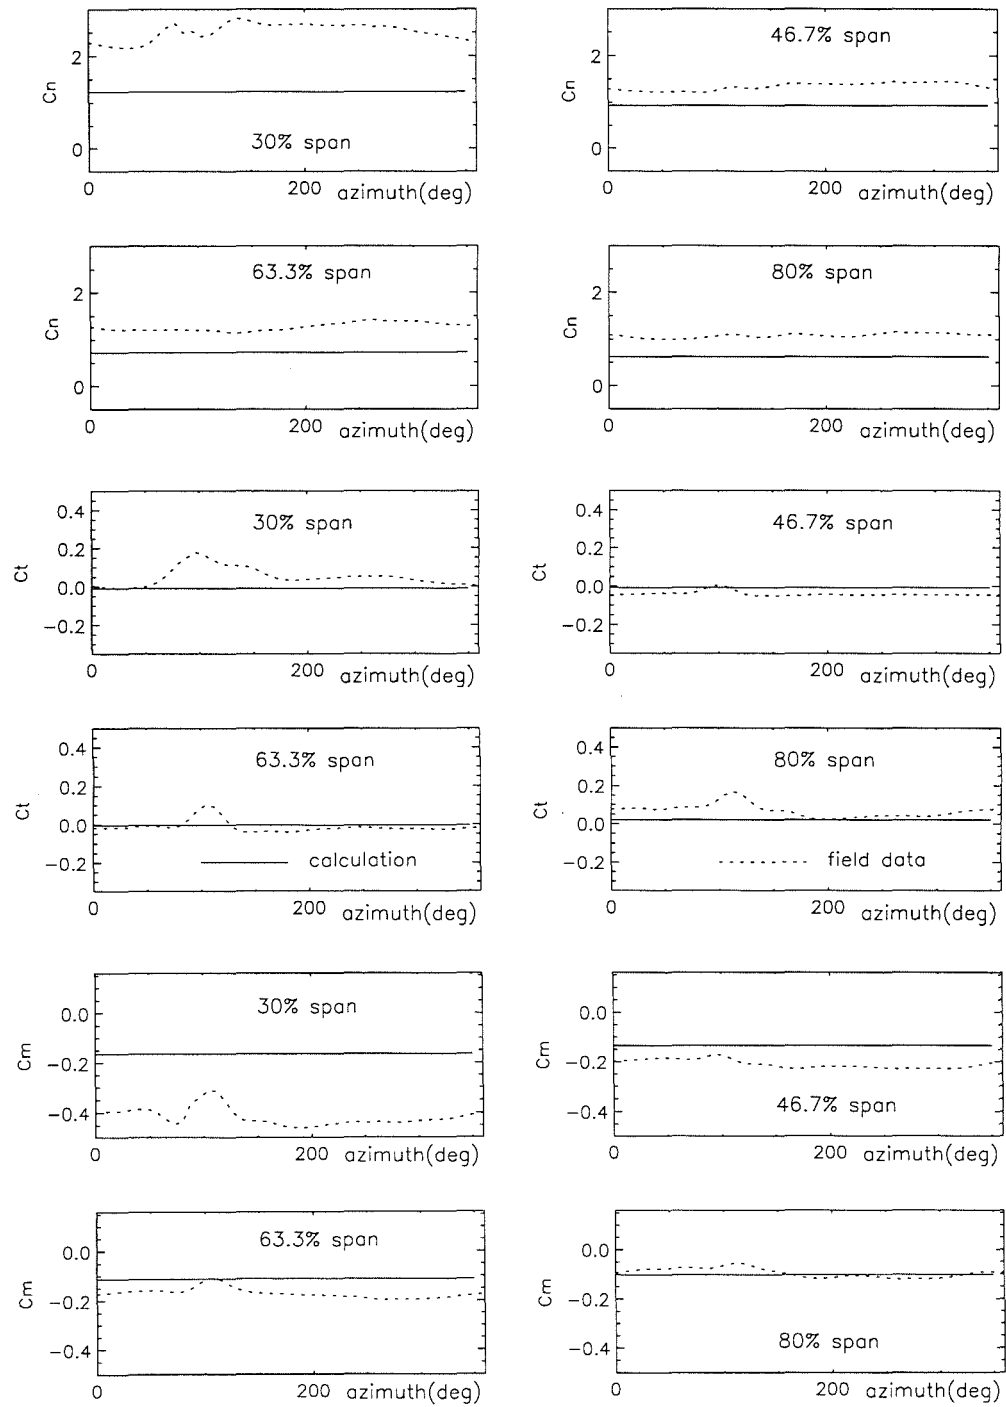 2
Cn
0
30% span
0 200 azimuth(deg)
2
Cn
0
46.7% span
0 200 azimuth(deg)
2
Cn
0
63.3% span
0 200 azimuth(deg)
2
Cn
0
80% span
0 200 azimuth(deg)
0.4
0.2
Ct
0.0
−0.2
30% span
0 200 azimuth(deg)
0.4
0.2
Ct
0.0
−0.2
46.7% span
0 200 azimuth(deg)
0.4
0.2
Ct
0.0
−0.2
63.3% span
calculation
0 200 azimuth(deg)
0.4
0.2
Ct
0.0
−0.2
80% span
field data
0 200 azimuth(deg)
0.0
Cm
−0.2
−0.4
30% span
0 200 azimuth(deg)
0.0
Cm
−0.2
−0.4
46.7% span
0 200 azimuth(deg)
0.0
Cm
−0.2
−0.4
63.3% span
0 200 azimuth(deg)
0.0
Cm
−0.2
−0.4
80% span
0 200 azimuth(deg)